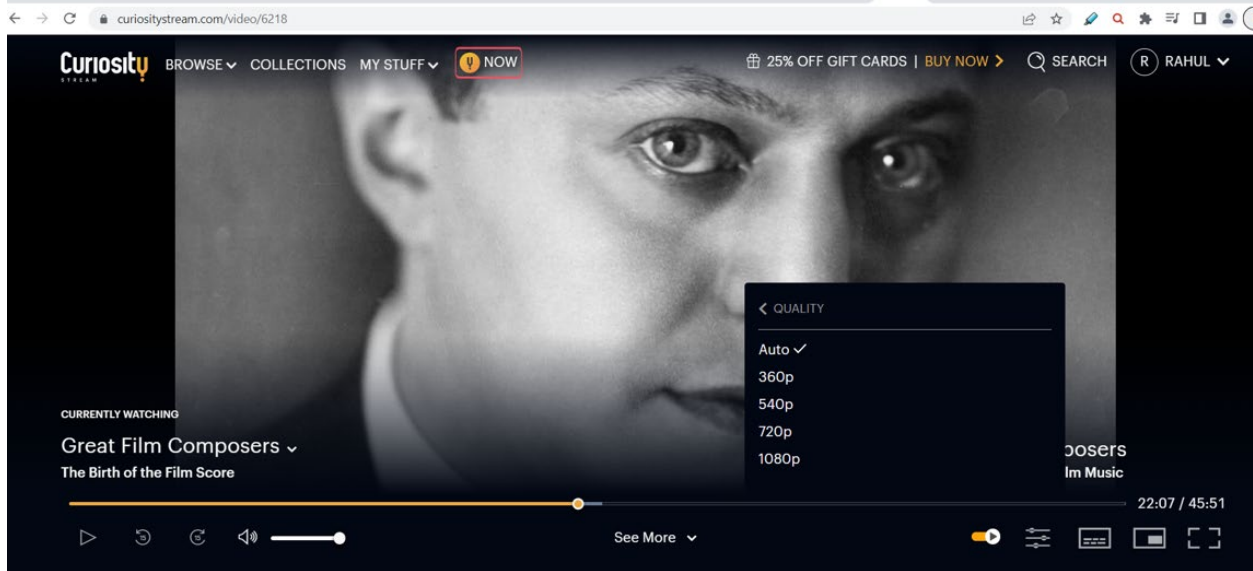 curiositystream.com/video/6218
CURIOSITY STREAM BROWSE COLLECTIONS MY STUFF NOW 25% OFF GIFT CARDS | BUY NOW SEARCH R RAHUL
QUALITY
Auto
360p
540p
720p
1080p
CURRENTLY WATCHING
Great Film Composers
The Birth of the Film Score
posers
lm Music
22:07 / 45:51
15
15
See More